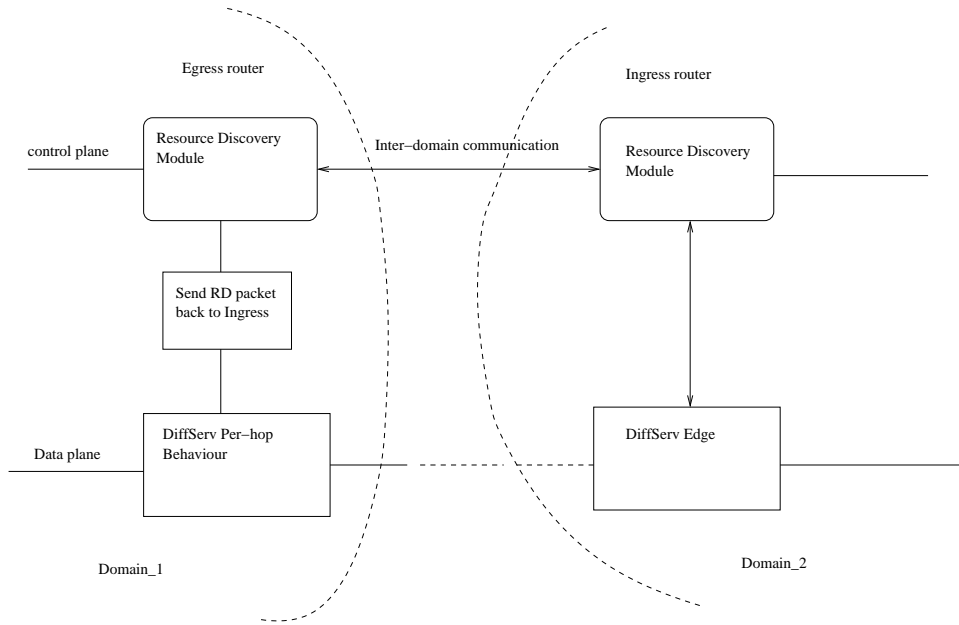 Egress router
Ingress router
control plane
Resource Discovery
Module
Inter−domain communication
Resource Discovery
Module
Send RD packet
back to Ingress
Data plane
DiffServ Per−hop
Behaviour
DiffServ Edge
Domain_1
Domain_2